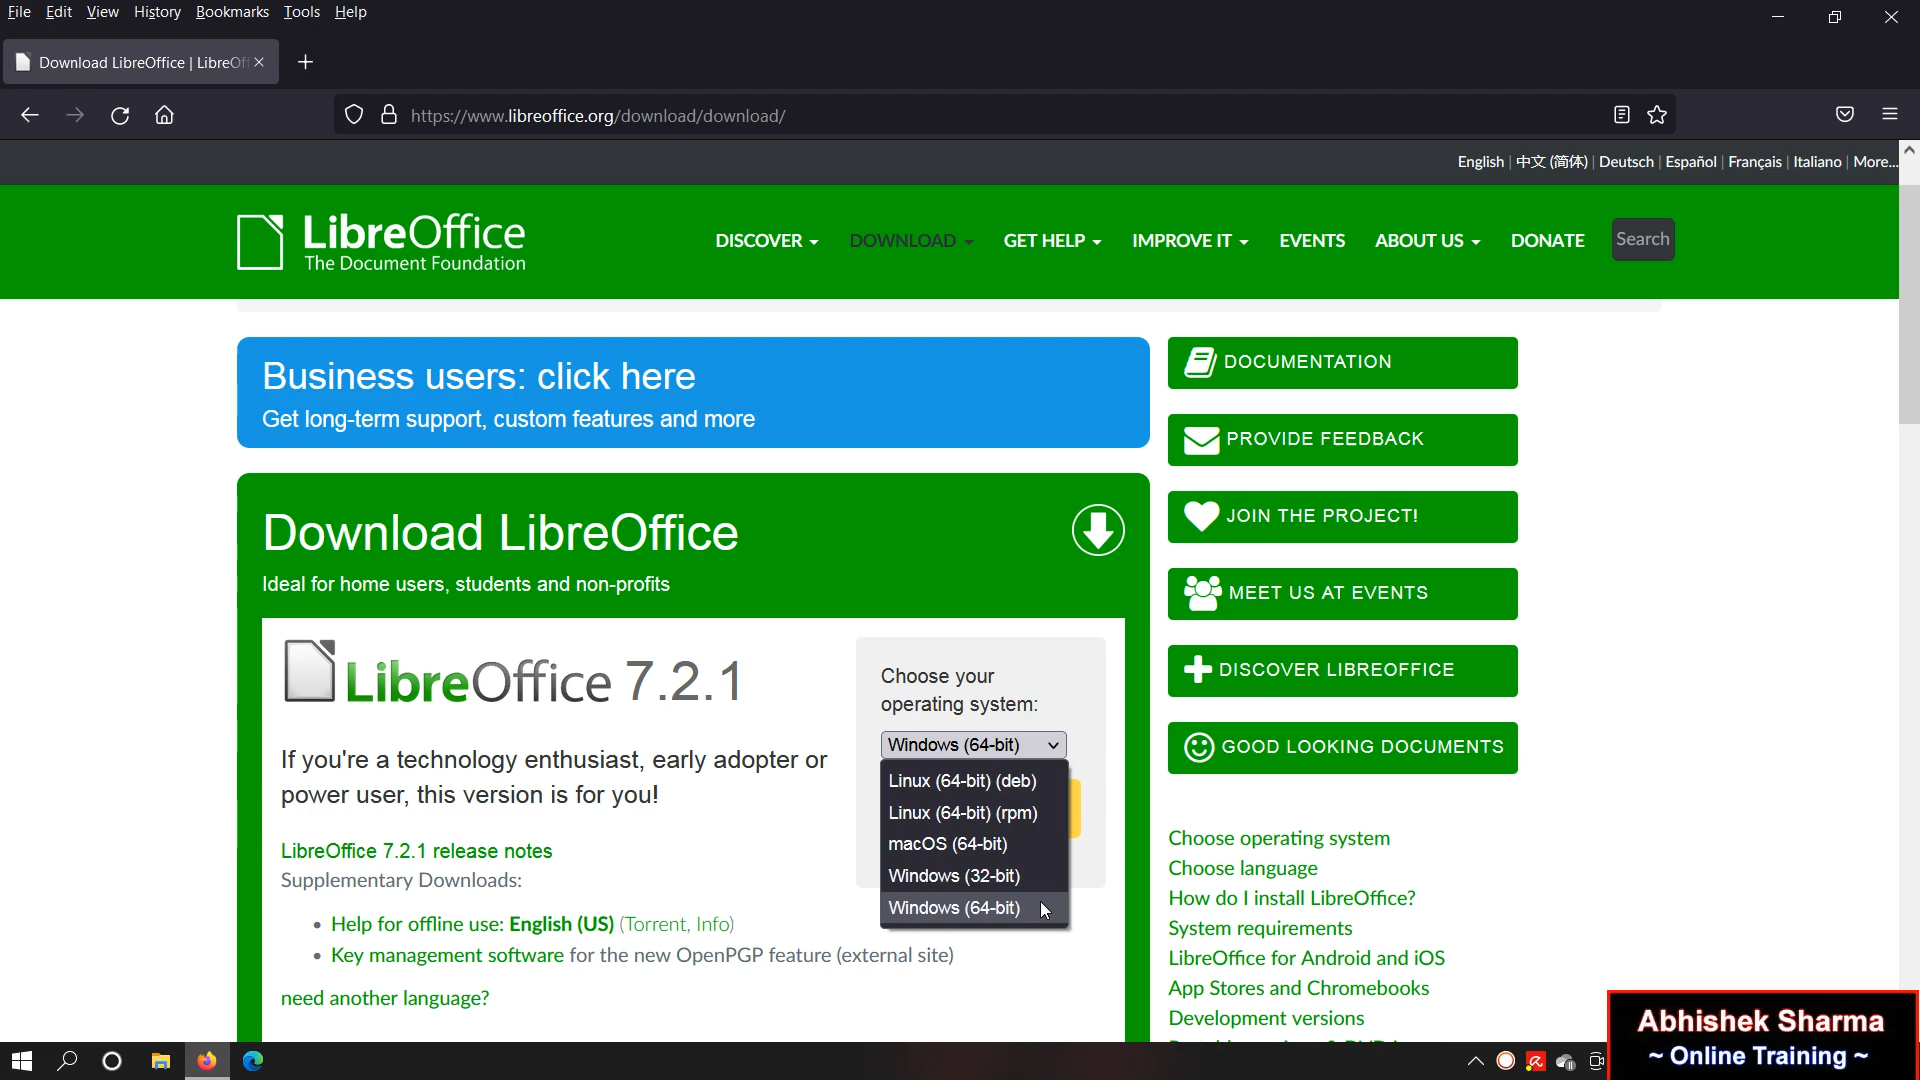 File Edit View History Bookmarks Tools Help
Download LibreOffice | LibreOff
https://www.libreoffice.org/download/download/
English | 中文 (简体) | Deutsch | Español | Français | Italiano | More...
LibreOffice
The Document Foundation
DISCOVER DOWNLOAD GET HELP IMPROVE IT EVENTS ABOUT US DONATE Search
Business users: click here
Get long-term support, custom features and more
Download LibreOffice
Ideal for home users, students and non-profits
LibreOffice 7.2.1
If you're a technology enthusiast, early adopter or
power user, this version is for you!
LibreOffice 7.2.1 release notes
Supplementary Downloads:
Help for offline use: English (US) (Torrent, Info)
Key management software for the new OpenPGP feature (external site)
need another language?
Choose your
operating system:
Windows (64-bit)
Linux (64-bit) (deb)
Linux (64-bit) (rpm)
macOS (64-bit)
Windows (32-bit)
Windows (64-bit)
DOCUMENTATION
PROVIDE FEEDBACK
JOIN THE PROJECT!
MEET US AT EVENTS
DISCOVER LIBREOFFICE
GOOD LOOKING DOCUMENTS
Choose operating system
Choose language
How do I install LibreOffice?
System requirements
LibreOffice for Android and iOS
App Stores and Chromebooks
Development versions
Abhishek Sharma
~ Online Training ~